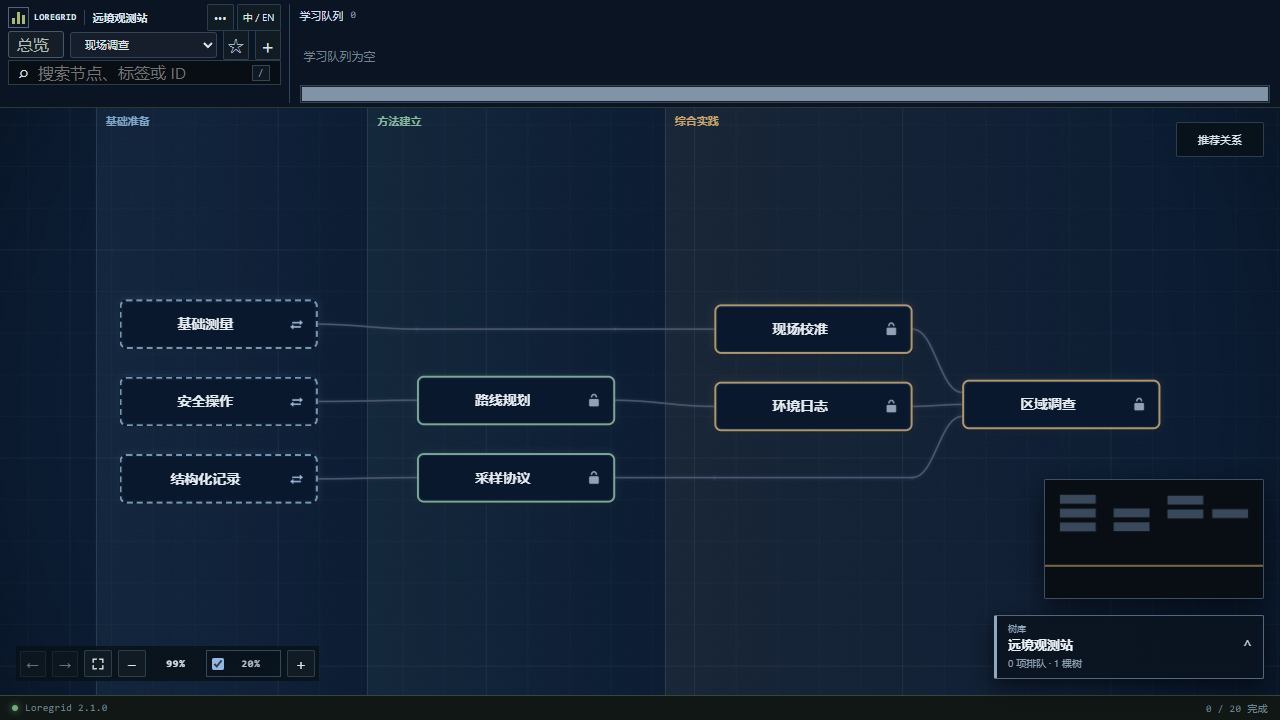 LOREGRID 远境观测站 ••• 中 / EN
学习队列 0
总览 现场调查 ☆ +
搜索节点、标签或 ID /
学习队列为空
基础准备 方法建立 综合实践
推荐关系
基础测量
现场校准
安全操作
路线规划
环境日志
区域调查
结构化记录
采样协议
树库
远境观测站
0 项排队 · 1 棵树
← → – 99% 20% +
Loregrid 2.1.0
0 / 20 完成